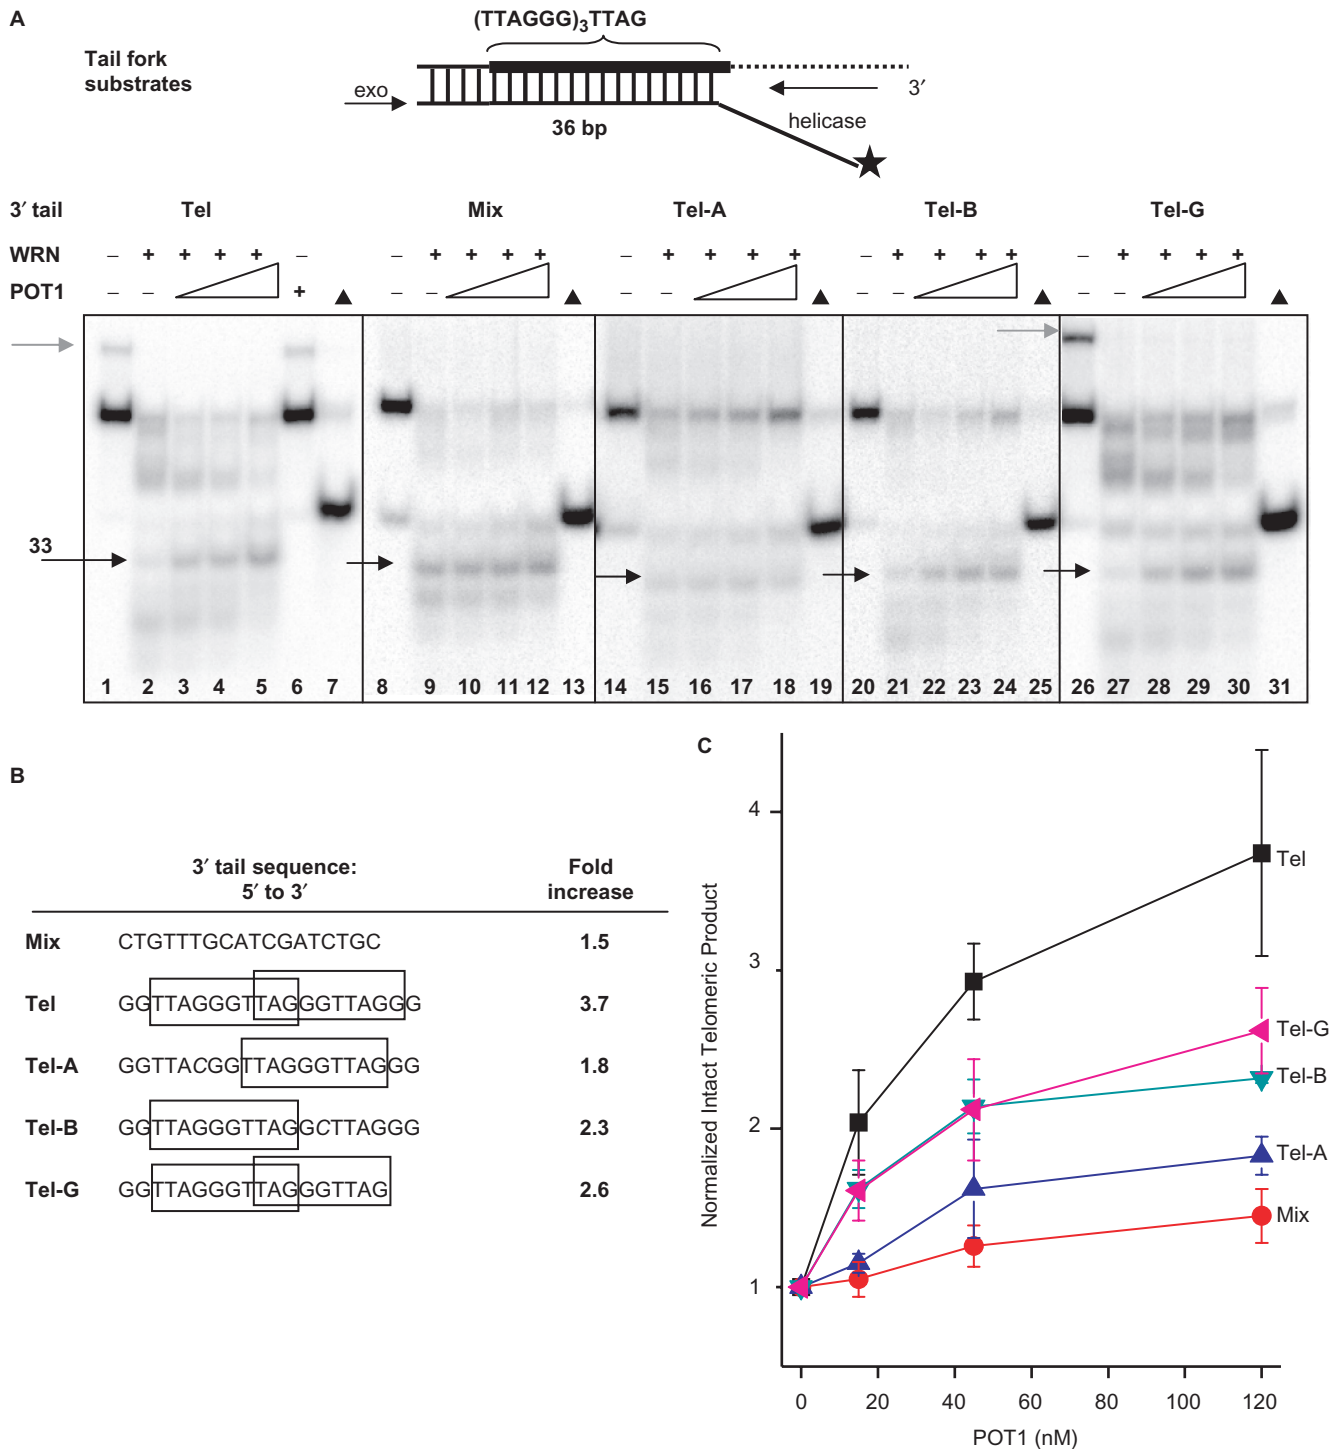 A
(TTAGGG)3TTAG
Tail fork
substrates
exo
3′
helicase
36 bp
3′ tail Tel Mix Tel-A Tel-B Tel-G
WRN – + + + + – – + + + + – + + + + – + + + + – + + + +
POT1 – – + – – – – – – – –
33
1 2 3 4 5 6 7 8 9 10 11 12 13 14 15 16 17 18 19 20 21 22 23 24 25 26 27 28 29 30 31
B
3′ tail sequence:
5′ to 3′
Fold
increase
Mix CTGTTTGCATCGATCTGC 1.5
Tel GGTTAGGGTTAGGGTTAGGG 3.7
Tel-A GGTTACGGTTAGGGTTAGGG 1.8
Tel-B GGTTAGGGTTAGGCTTAGGG 2.3
Tel-G GGTTAGGGTTAGGGTTAG 2.6
C
Normalized Intact Telomeric Product
4
3
2
1
Tel
Tel-G
Tel-B
Tel-A
Mix
0 20 40 60 80 100 120
POT1 (nM)